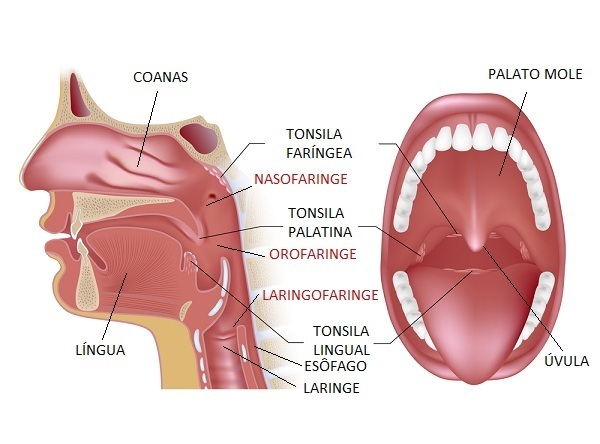 COANAS
PALATO MOLE
TONSILA
FARÍNGEA
NASOFARINGE
TONSILA
PALATINA
OROFARINGE
LARINGOFARINGE
TONSILA
LINGUAL
LÍNGUA
ESÔFAGO
ÚVULA
LARINGE